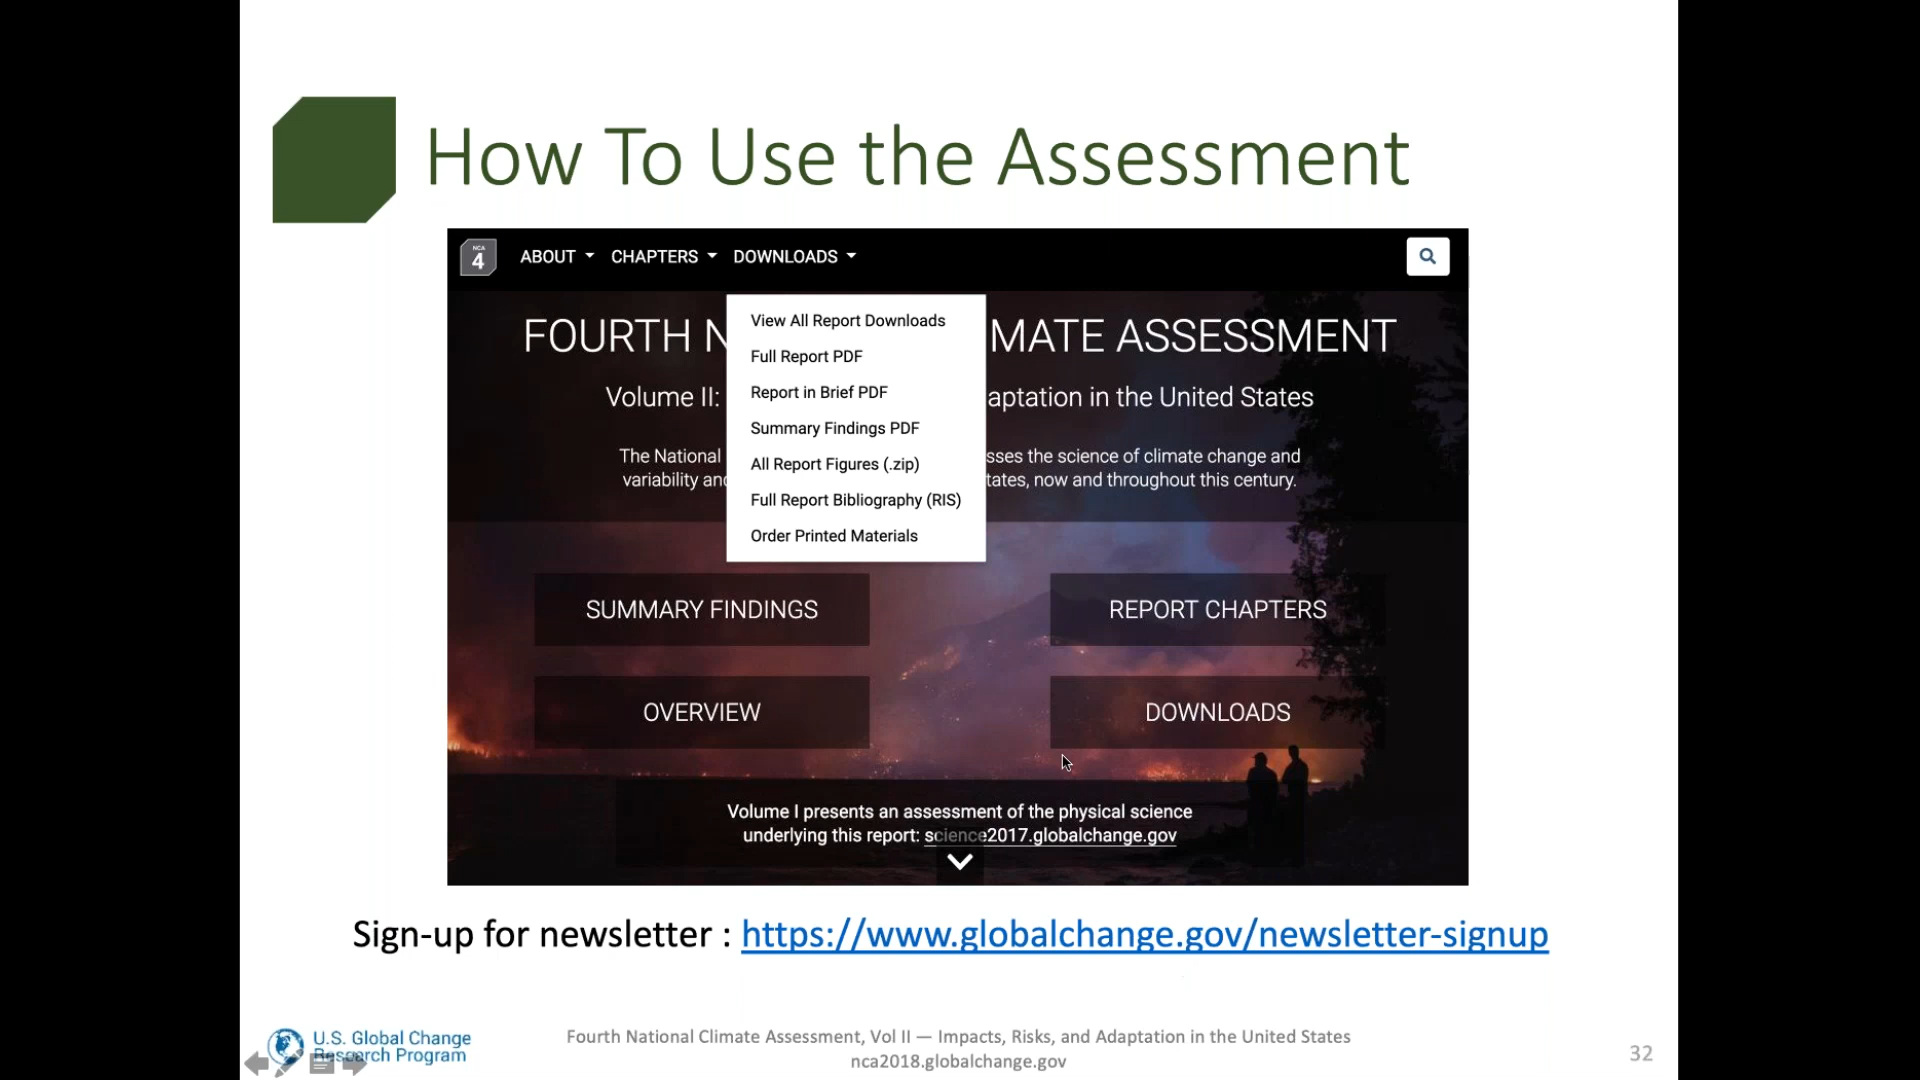 How To Use the Assessment
NCA
4
ABOUT
CHAPTERS
DOWNLOADS
View All Report Downloads
Full Report PDF
Report in Brief PDF
Summary Findings PDF
All Report Figures (.zip)
Full Report Bibliography (RIS)
Order Printed Materials
FOURTH N MATE ASSESSMENT
Volume II: aptation in the United States
The National sses the science of climate change and
variability and tates, now and throughout this century.
SUMMARY FINDINGS
REPORT CHAPTERS
OVERVIEW
DOWNLOADS
Volume I presents an assessment of the physical science
underlying this report: science2017.globalchange.gov
Sign-up for newsletter : https://www.globalchange.gov/newsletter-signup
U.S. Global Change
Research Program
Fourth National Climate Assessment, Vol II — Impacts, Risks, and Adaptation in the United States
nca2018.globalchange.gov
32